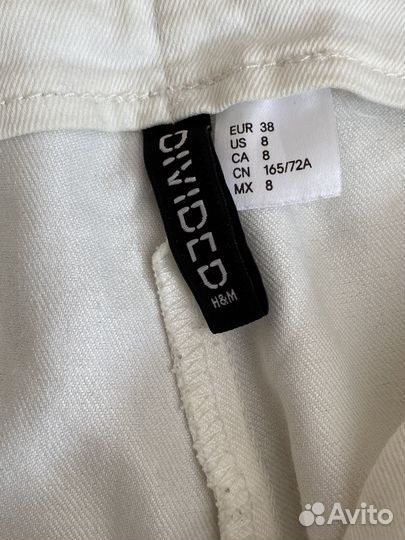 DIVIDED
H&M
EUR 38
US 8
CA 8
CN 165/72A
MX 8
Avito